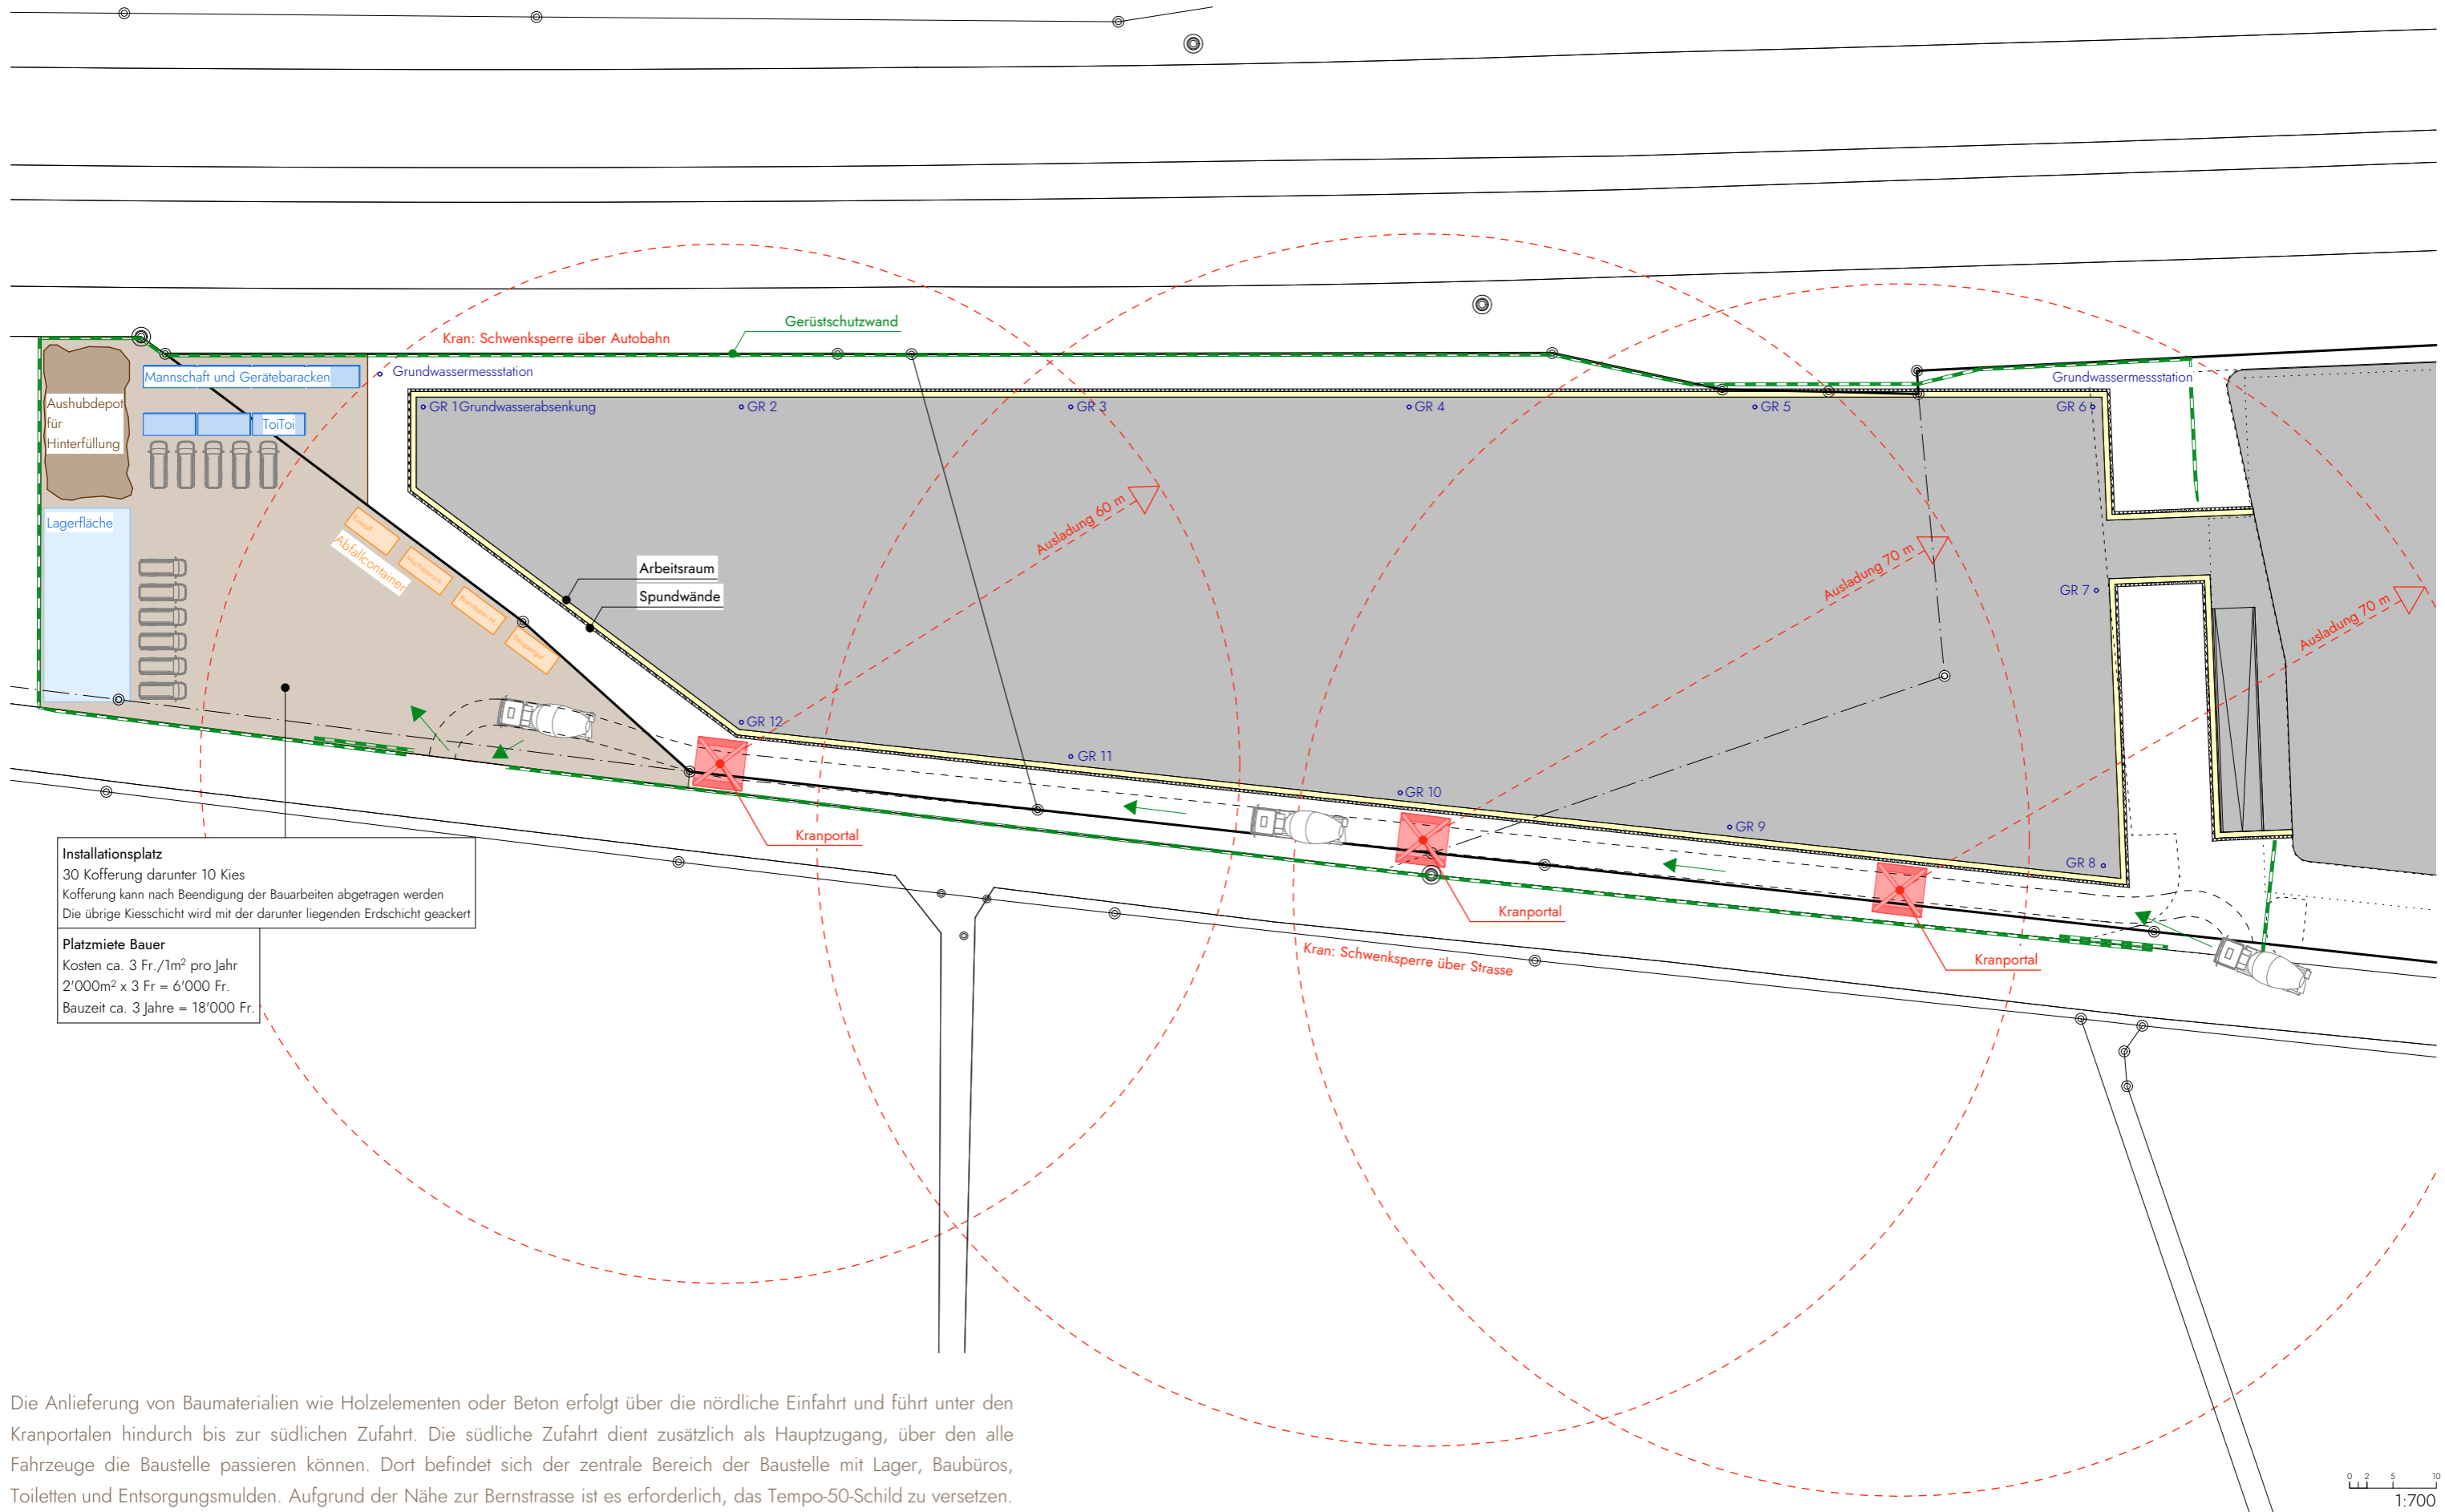 Kran: Schwenksperre über Autobahn
Gerüstschutzwand
Mannschaft und Gerätebaracken
Grundwassermessstation
Grundwassermessstation
Aushubdepot
für
Hinterfüllung
ToiToi
GR 1 Grundwasserabsenkung
GR 2
GR 3
GR 4
GR 5
GR 6
Lagerfläche
Abfallcontainer
Ausladung 60 m
Ausladung 70 m
Ausladung 70 m
Arbeitsraum
Spundwände
GR 7
GR 12
GR 11
GR 10
GR 9
GR 8
Kranportal
Kranportal
Kranportal
Kran: Schwenksperre über Strasse
Installationsplatz
30 Kofferung darunter 10 Kies
Kofferung kann nach Beendigung der Bauarbeiten abgetragen werden
Die übrige Kiesschicht wird mit der darunter liegenden Erdschicht geackert
Platzmiete Bauer
Kosten ca. 3 Fr./1m² pro Jahr
2'000m² x 3 Fr = 6'000 Fr.
Bauzeit ca. 3 Jahre = 18'000 Fr.
Die Anlieferung von Baumaterialien wie Holzelementen oder Beton erfolgt über die nördliche Einfahrt und führt unter den
Kranportalen hindurch bis zur südlichen Zufahrt. Die südliche Zufahrt dient zusätzlich als Hauptzugang, über den alle
Fahrzeuge die Baustelle passieren können. Dort befindet sich der zentrale Bereich der Baustelle mit Lager, Baubüros,
Toiletten und Entsorgungsmulden. Aufgrund der Nähe zur Bernstrasse ist es erforderlich, das Tempo-50-Schild zu versetzen.
0 2 5 10
1:700